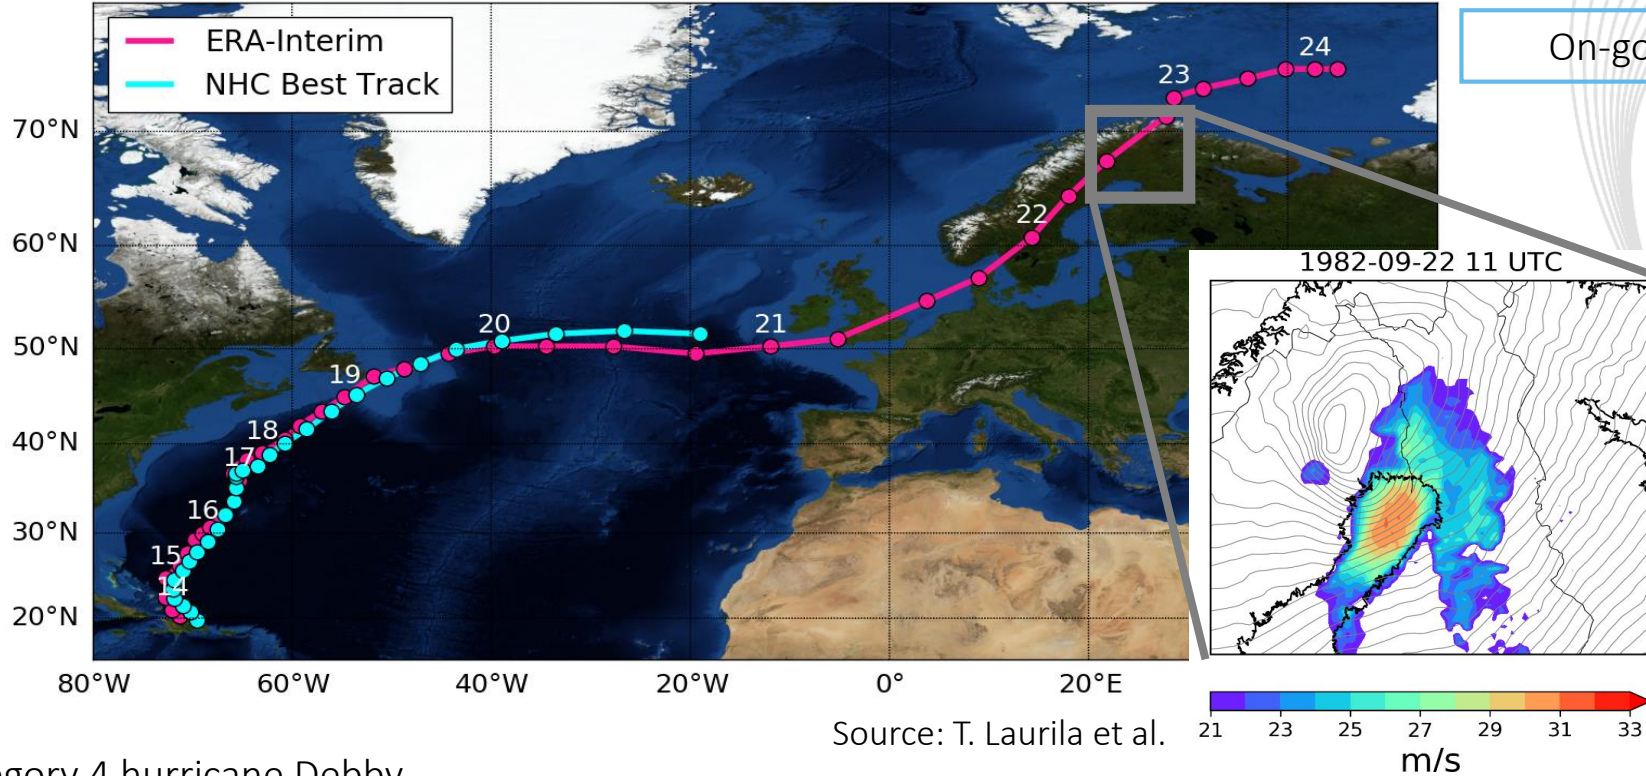 ERA-Interim
NHC Best Track
On-go
24
23
70°N
22
60°N
1982-09-22 11 UTC
20
21
50°N
19
18
40°N
17
16
30°N
15
14
20°N
80°W 60°W 40°W 20°W 0° 20°E
21 23 25 27 29 31 33
Source: T. Laurila et al.
m/s
egory 4 hurricane Debby